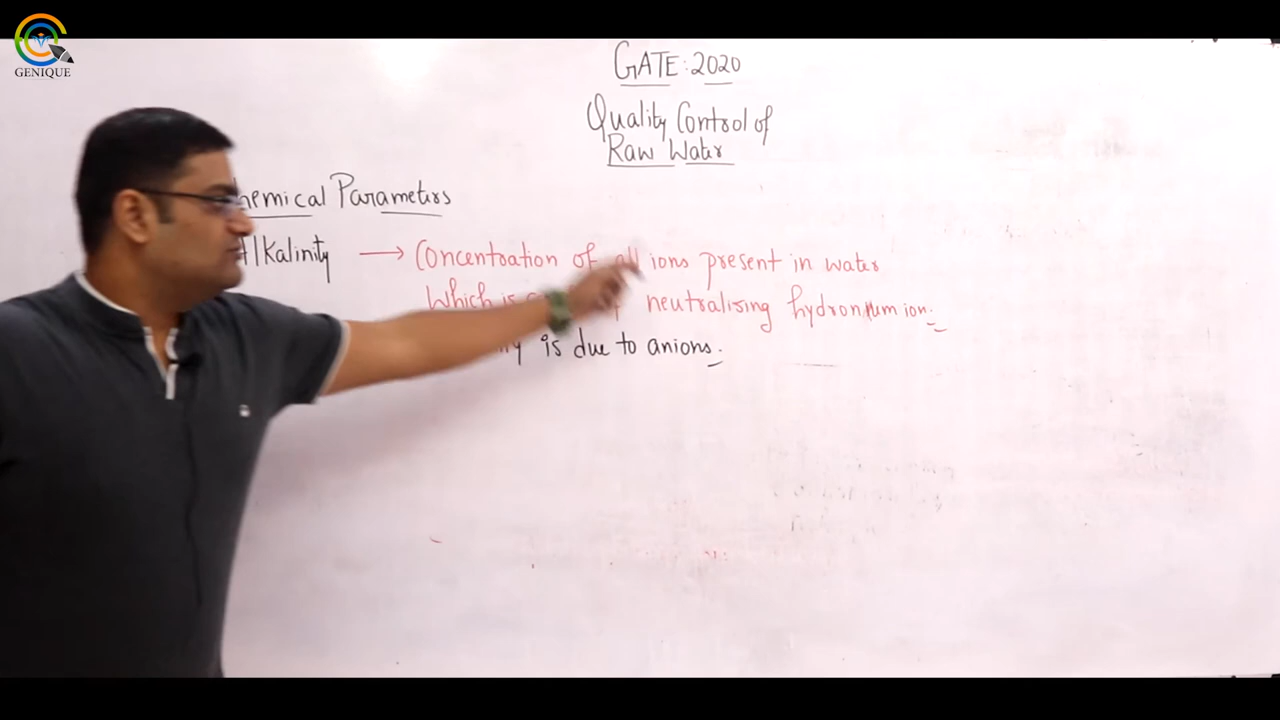 GENIQUE
GATE: 2020
Quality Control of
Raw Water
hemical Parameters
Alkalinity → Concentration of all ions present in water
Which is neutralising hydronium ion.
is due to anions.